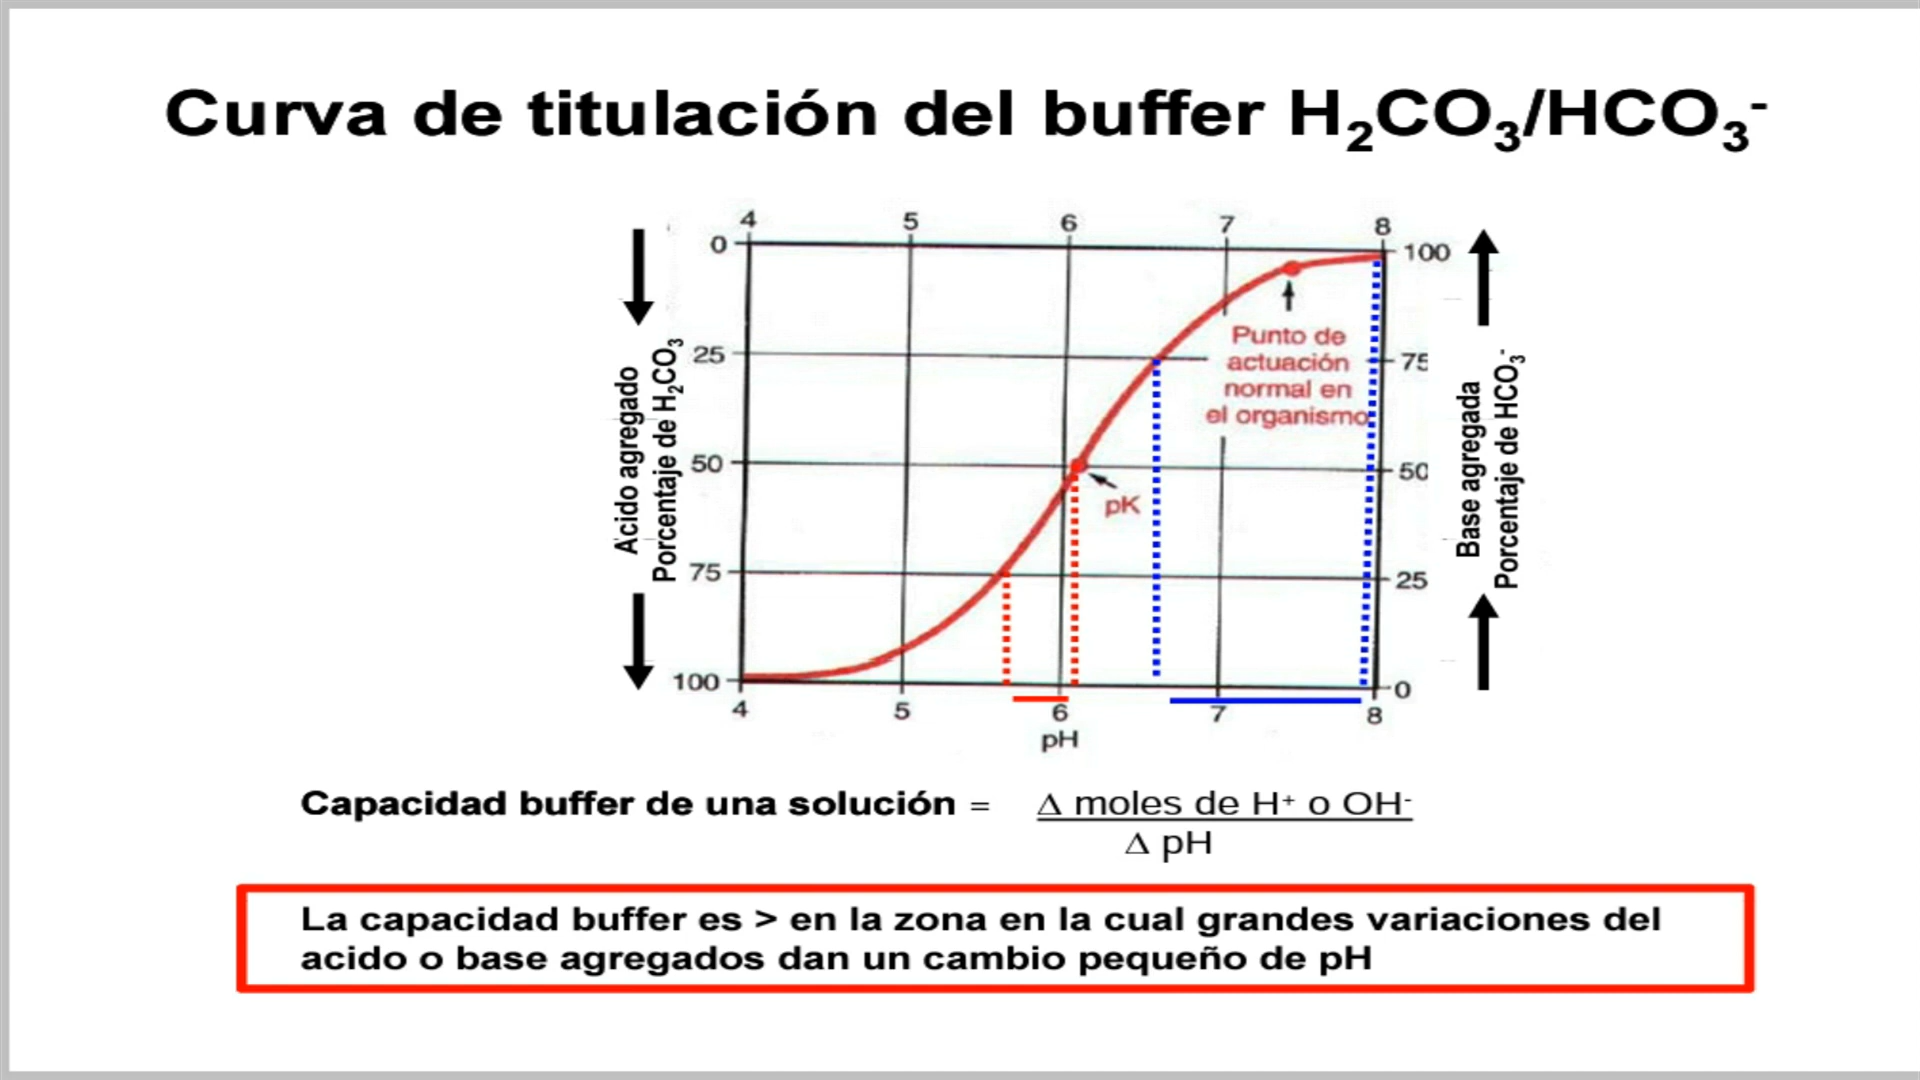 Curva de titulación del buffer H₂CO₃/HCO₃⁻
4 5 6 7 8
0
25
50
75
100
Acido agregado
Porcentaje de H₂CO₃
100
75
50
25
0
Base agregada
Porcentaje de HCO₃⁻
Punto de
actuación
normal en
el organismo
pK
4 5 6 7 8
pH
Capacidad buffer de una solución = Δ moles de H⁺ o OH⁻
Δ pH
La capacidad buffer es > en la zona en la cual grandes variaciones del
acido o base agregados dan un cambio pequeño de pH